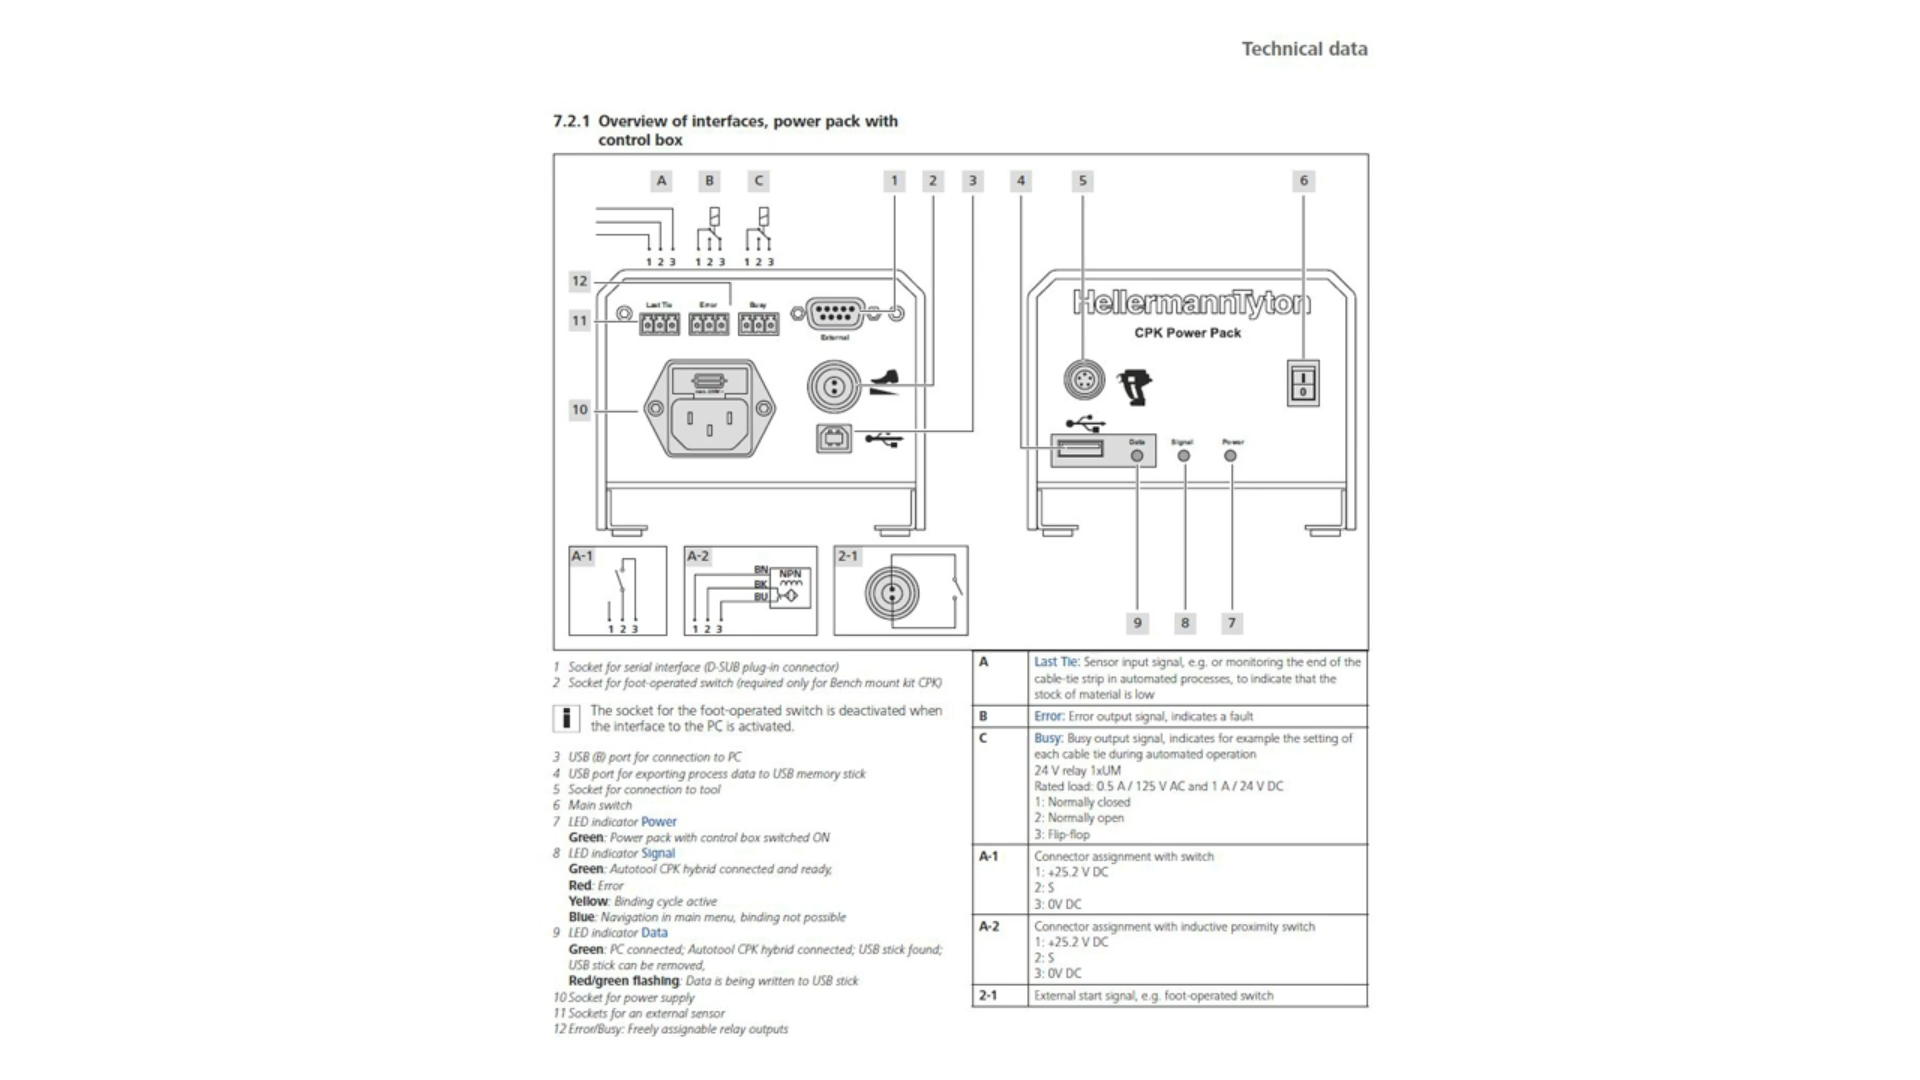 Technical data
7.2.1 Overview of interfaces, power pack with
control box
A B C 1 2 3 4 5 6
1 2 3 1 2 3 1 2 3
12
Last Tie Error Busy
11
External
HellermannTyton
CPK Power Pack
I
0
10
Data Signal Power
A-1
1 2 3
A-2
BN
BK
BU
NPN
1 2 3
2-1
9 8 7
1 Socket for serial interface (D-SUB plug-in connector)
2 Socket for foot-operated switch (required only for Bench mount kit CPK)
i The socket for the foot-operated switch is deactivated when
the interface to the PC is activated.
3 USB (B) port for connection to PC
4 USB port for exporting process data to USB memory stick
5 Socket for connection to tool
6 Main switch
7 LED indicator Power
Green: Power pack with control box switched ON
8 LED indicator Signal
Green: Autotool CPK hybrid connected and ready,
Red: Error
Yellow: Binding cycle active
Blue: Navigation in main menu, binding not possible
9 LED indicator Data
Green: PC connected; Autotool CPK hybrid connected; USB stick found;
USB stick can be removed,
Red/green flashing: Data is being written to USB stick
10 Socket for power supply
11 Sockets for an external sensor
12 Error/Busy: Freely assignable relay outputs
A Last Tie: Sensor input signal, e.g. or monitoring the end of the
cable-tie strip in automated processes, to indicate that the
stock of material is low
B Error: Error output signal, indicates a fault
C Busy: Busy output signal, indicates for example the setting of
each cable tie during automated operation
24 V relay 1xUM
Rated load: 0.5 A / 125 V AC and 1 A / 24 V DC
1: Normally closed
2: Normally open
3: Flip-flop
A-1 Connector assignment with switch
1: +25.2 V DC
2: S
3: 0V DC
A-2 Connector assignment with inductive proximity switch
1: +25.2 V DC
2: S
3: 0V DC
2-1 External start signal, e.g. foot-operated switch